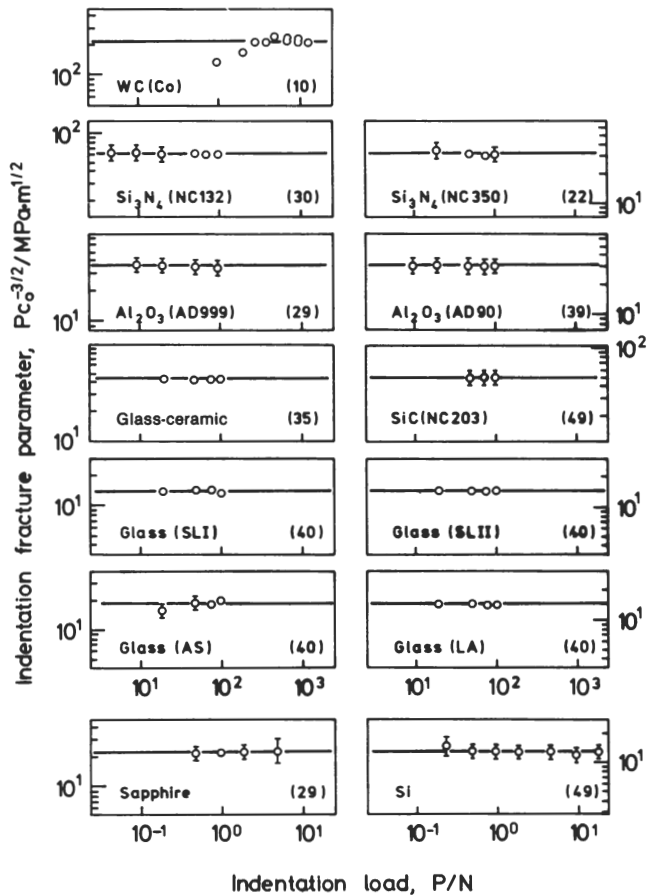 10²
WC (Co) (10)
10²
Si₃N₄ (NC132) (30)
Si₃N₄ (NC350) (22)
10¹
Al₂O₃ (AD999) (29)
10¹
Al₂O₃ (AD90) (39)
10¹
Glass-ceramic (35)
10¹
10²
SiC (NC203) (49)
10¹
Glass (SLI) (40)
Glass (SLII) (40)
10¹
10¹
Glass (AS) (40)
Glass (LA) (40)
10¹
10¹ 10² 10³
10¹ 10² 10³
10¹
Sapphire (29)
Si (49)
10¹
10⁻¹ 10⁰ 10¹
10⁻¹ 10⁰ 10¹
Indentation fracture parameter, Pc₀⁻³/²/MPa·m¹/²
Indentation load, P/N